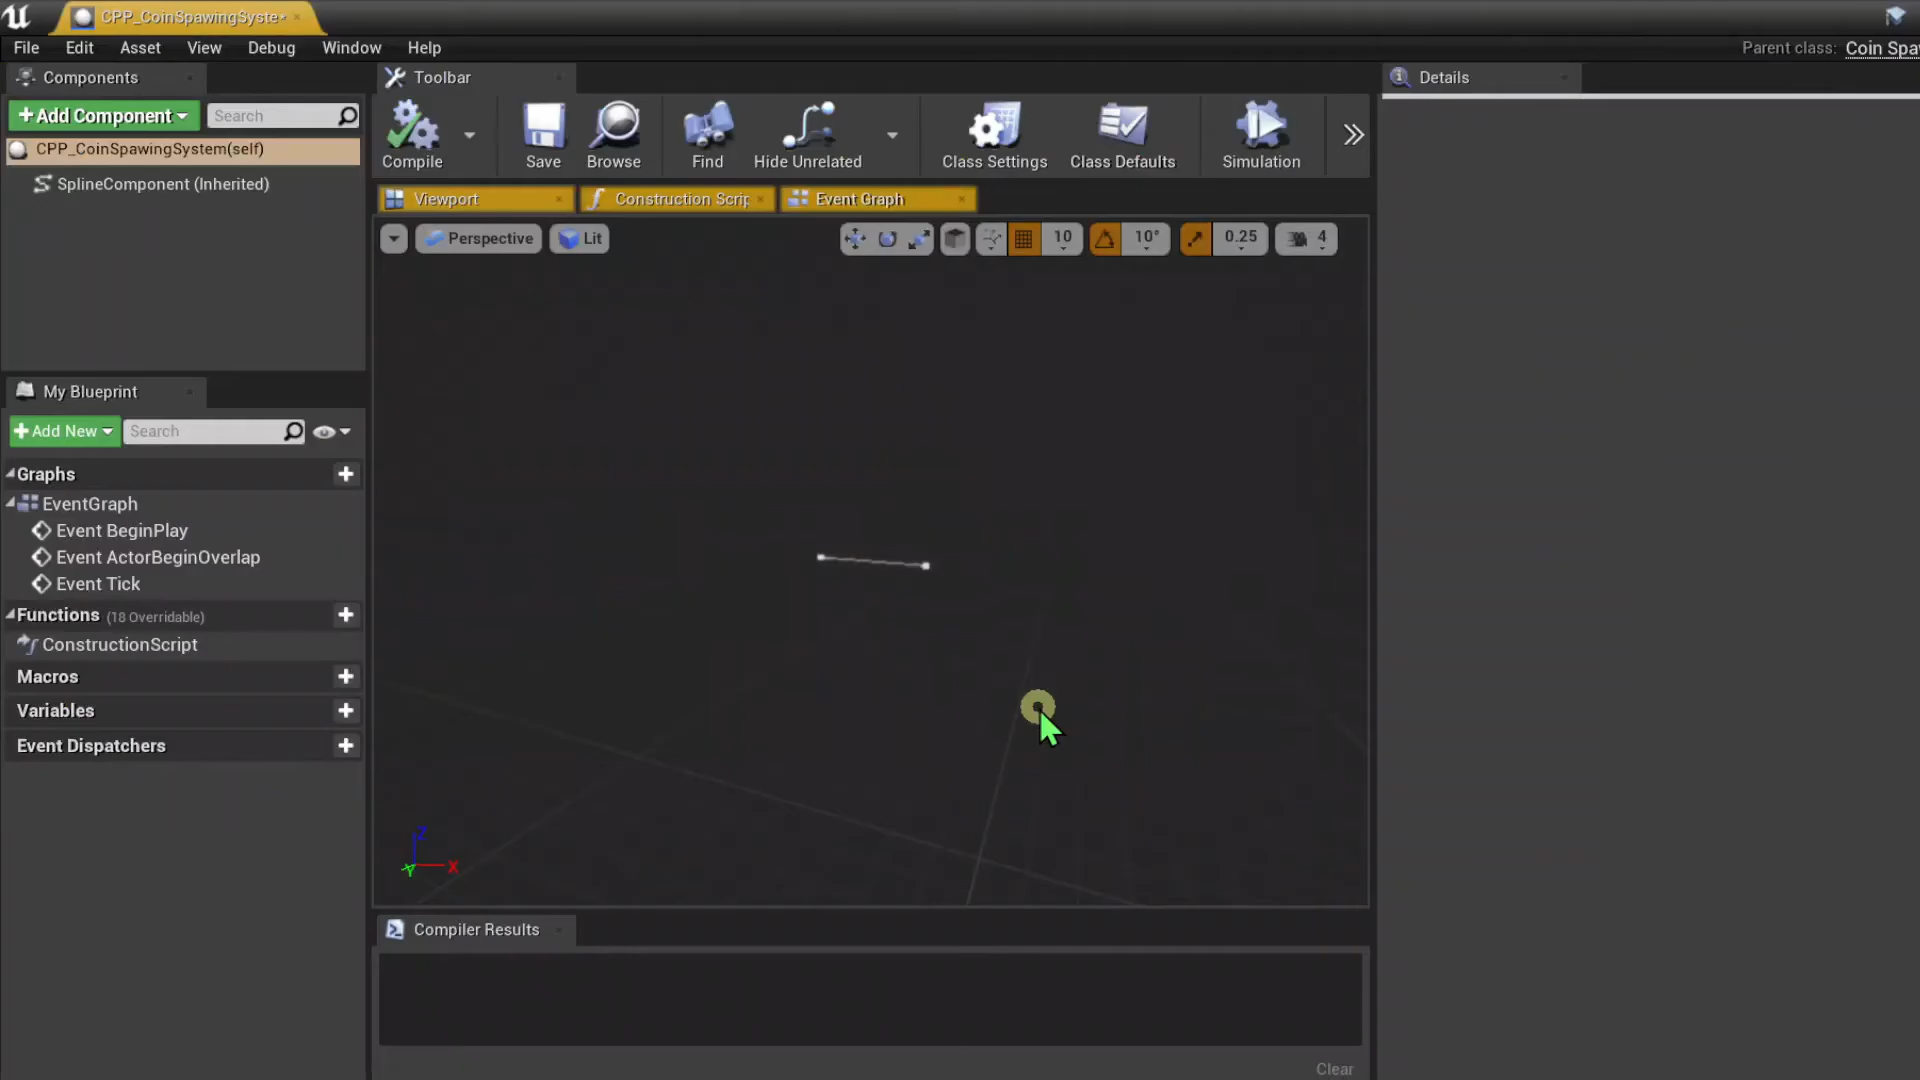 CPP_CoinSpawingSyste
File Edit Asset View Debug Window Help
Parent class: Coin Spa
Components
Toolbar
Details
+Add Component
Search
Compile
Save
Browse
Find
Hide Unrelated
Class Settings
Class Defaults
Simulation
CPP_CoinSpawingSystem(self)
SplineComponent (Inherited)
Viewport
Construction Scrip
Event Graph
Perspective
Lit
10
10°
0.25
4
My Blueprint
+Add New
Search
Graphs
EventGraph
Event BeginPlay
Event ActorBeginOverlap
Event Tick
Functions (18 Overridable)
ConstructionScript
Macros
Variables
Event Dispatchers
Z
X
Y
Compiler Results
Clear